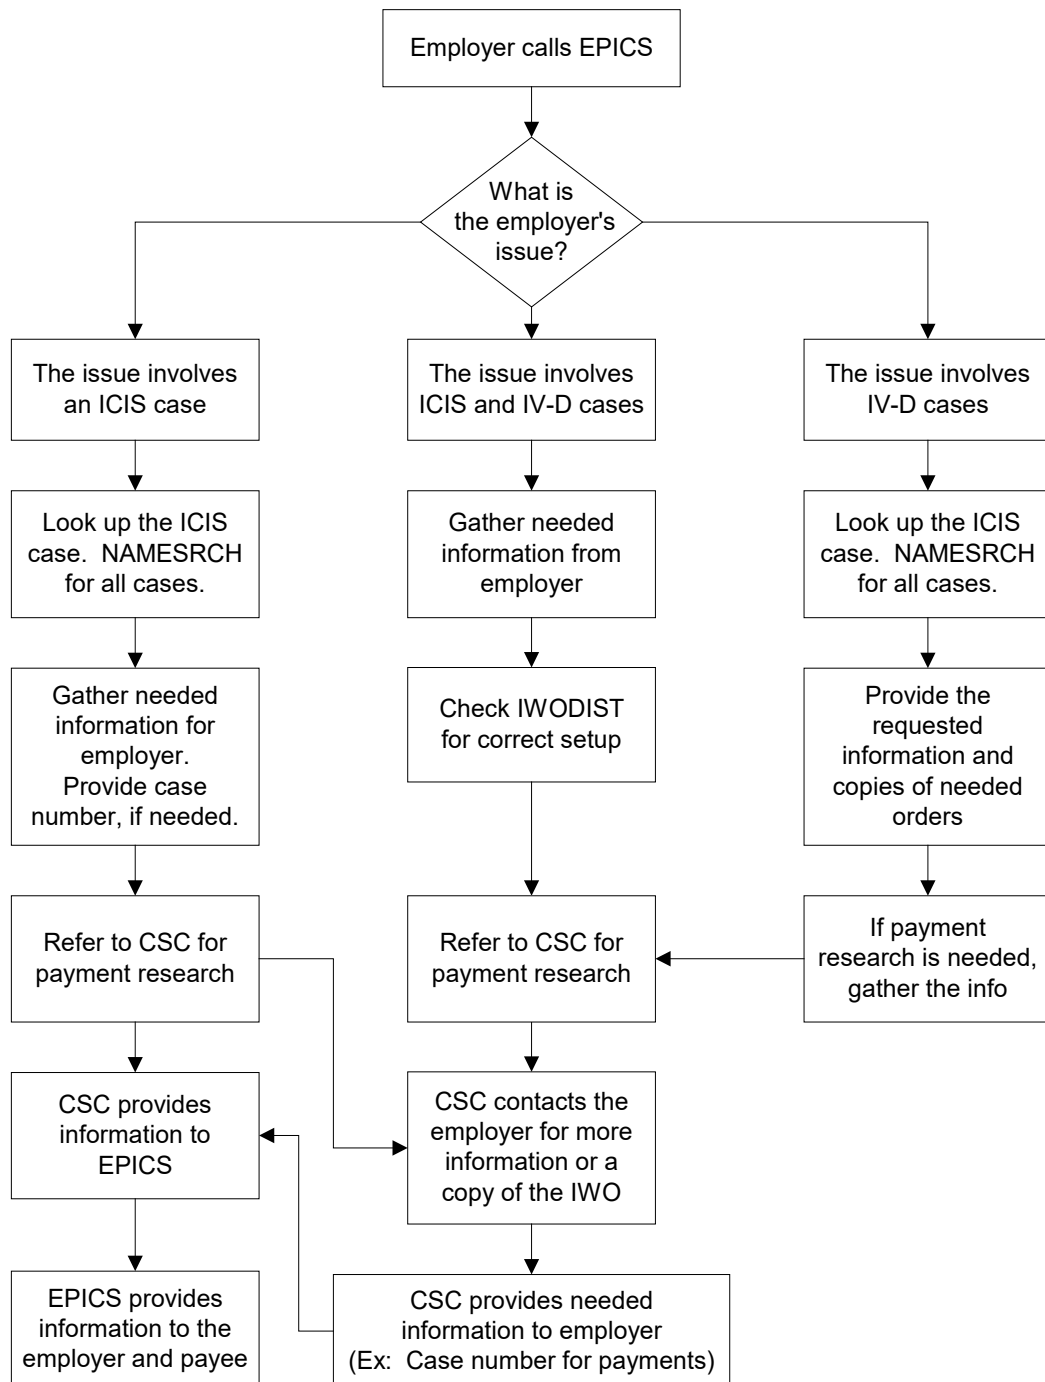 Employer calls EPICS
What is
the employer's
issue?
The issue involves
an ICIS case
The issue involves
ICIS and IV-D cases
The issue involves
IV-D cases
Look up the ICIS
case.  NAMESRCH
for all cases.
Gather needed
information from
employer
Look up the ICIS
case.  NAMESRCH
for all cases.
Gather needed
information for
employer.
Provide case
number, if needed.
Check IWODIST
for correct setup
Provide the
requested
information and
copies of needed
orders
Refer to CSC for
payment research
Refer to CSC for
payment research
If payment
research is needed,
gather the info
CSC provides
information to
EPICS
CSC contacts the
employer for more
information or a
copy of the IWO
EPICS provides
information to the
employer and payee
CSC provides needed
information to employer
(Ex:  Case number for payments)